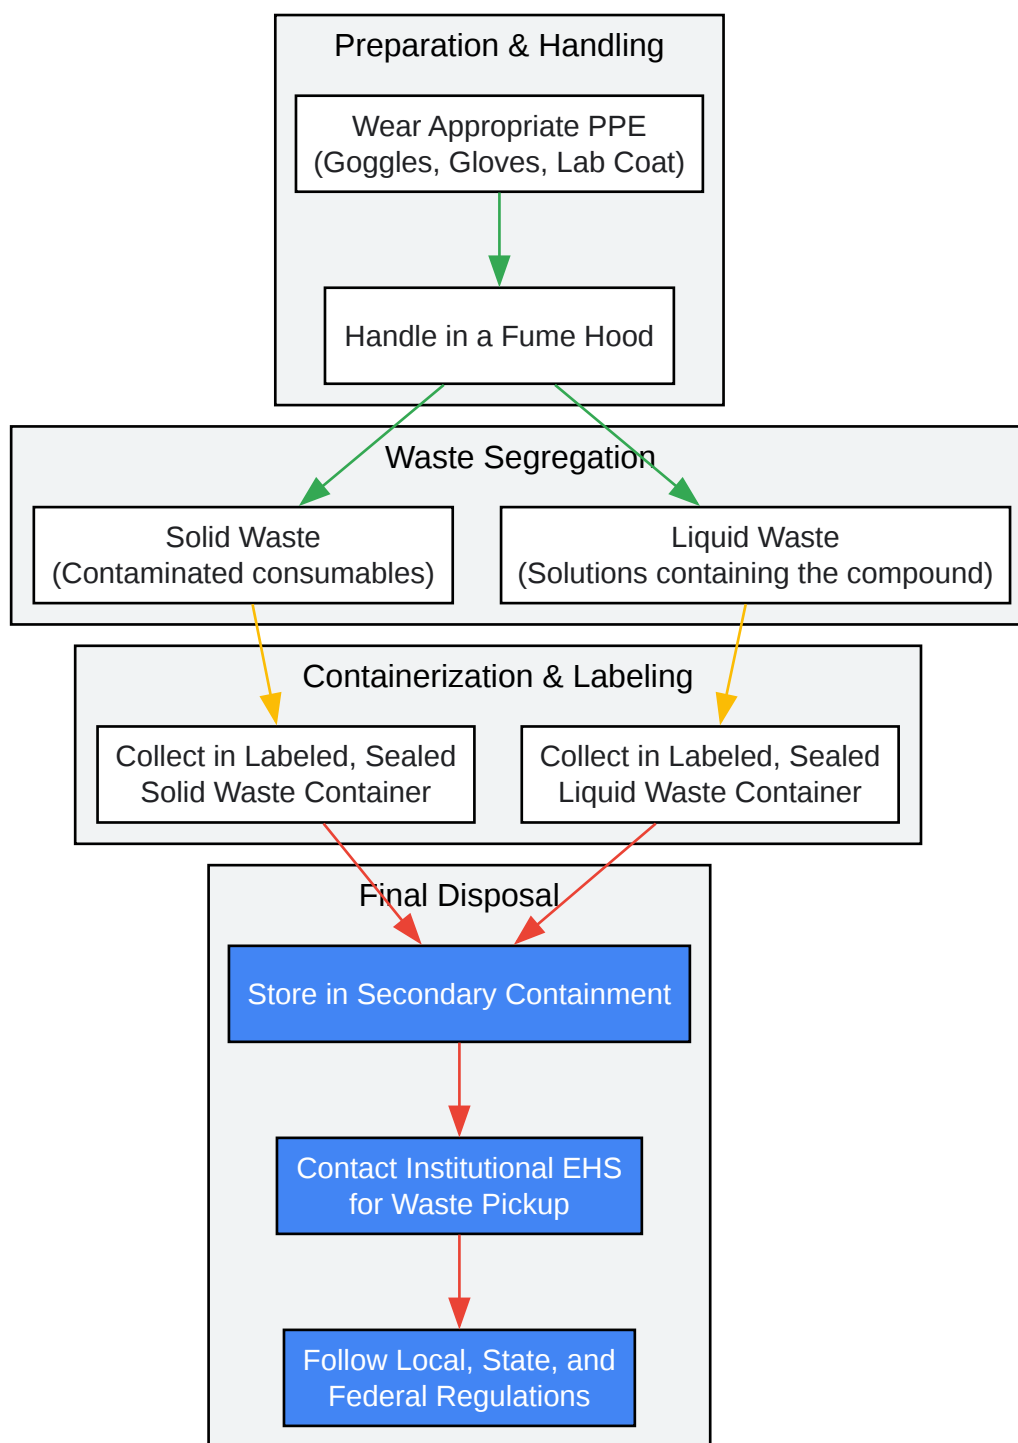 Preparation & Handling
Wear Appropriate PPE
(Goggles, Gloves, Lab Coat)
Handle in a Fume Hood
Waste Segregation
Solid Waste
(Contaminated consumables)
Liquid Waste
(Solutions containing the compound)
Containerization & Labeling
Collect in Labeled, Sealed
Solid Waste Container
Collect in Labeled, Sealed
Liquid Waste Container
Final Disposal
Store in Secondary Containment
Contact Institutional EHS
for Waste Pickup
Follow Local, State, and
Federal Regulations